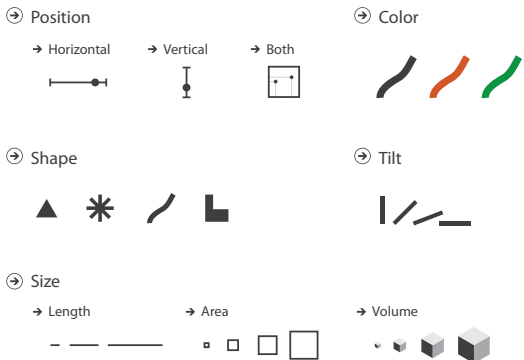 Position
Color
Horizontal
Vertical
Both
Shape
Tilt
Size
Length
Area
Volume